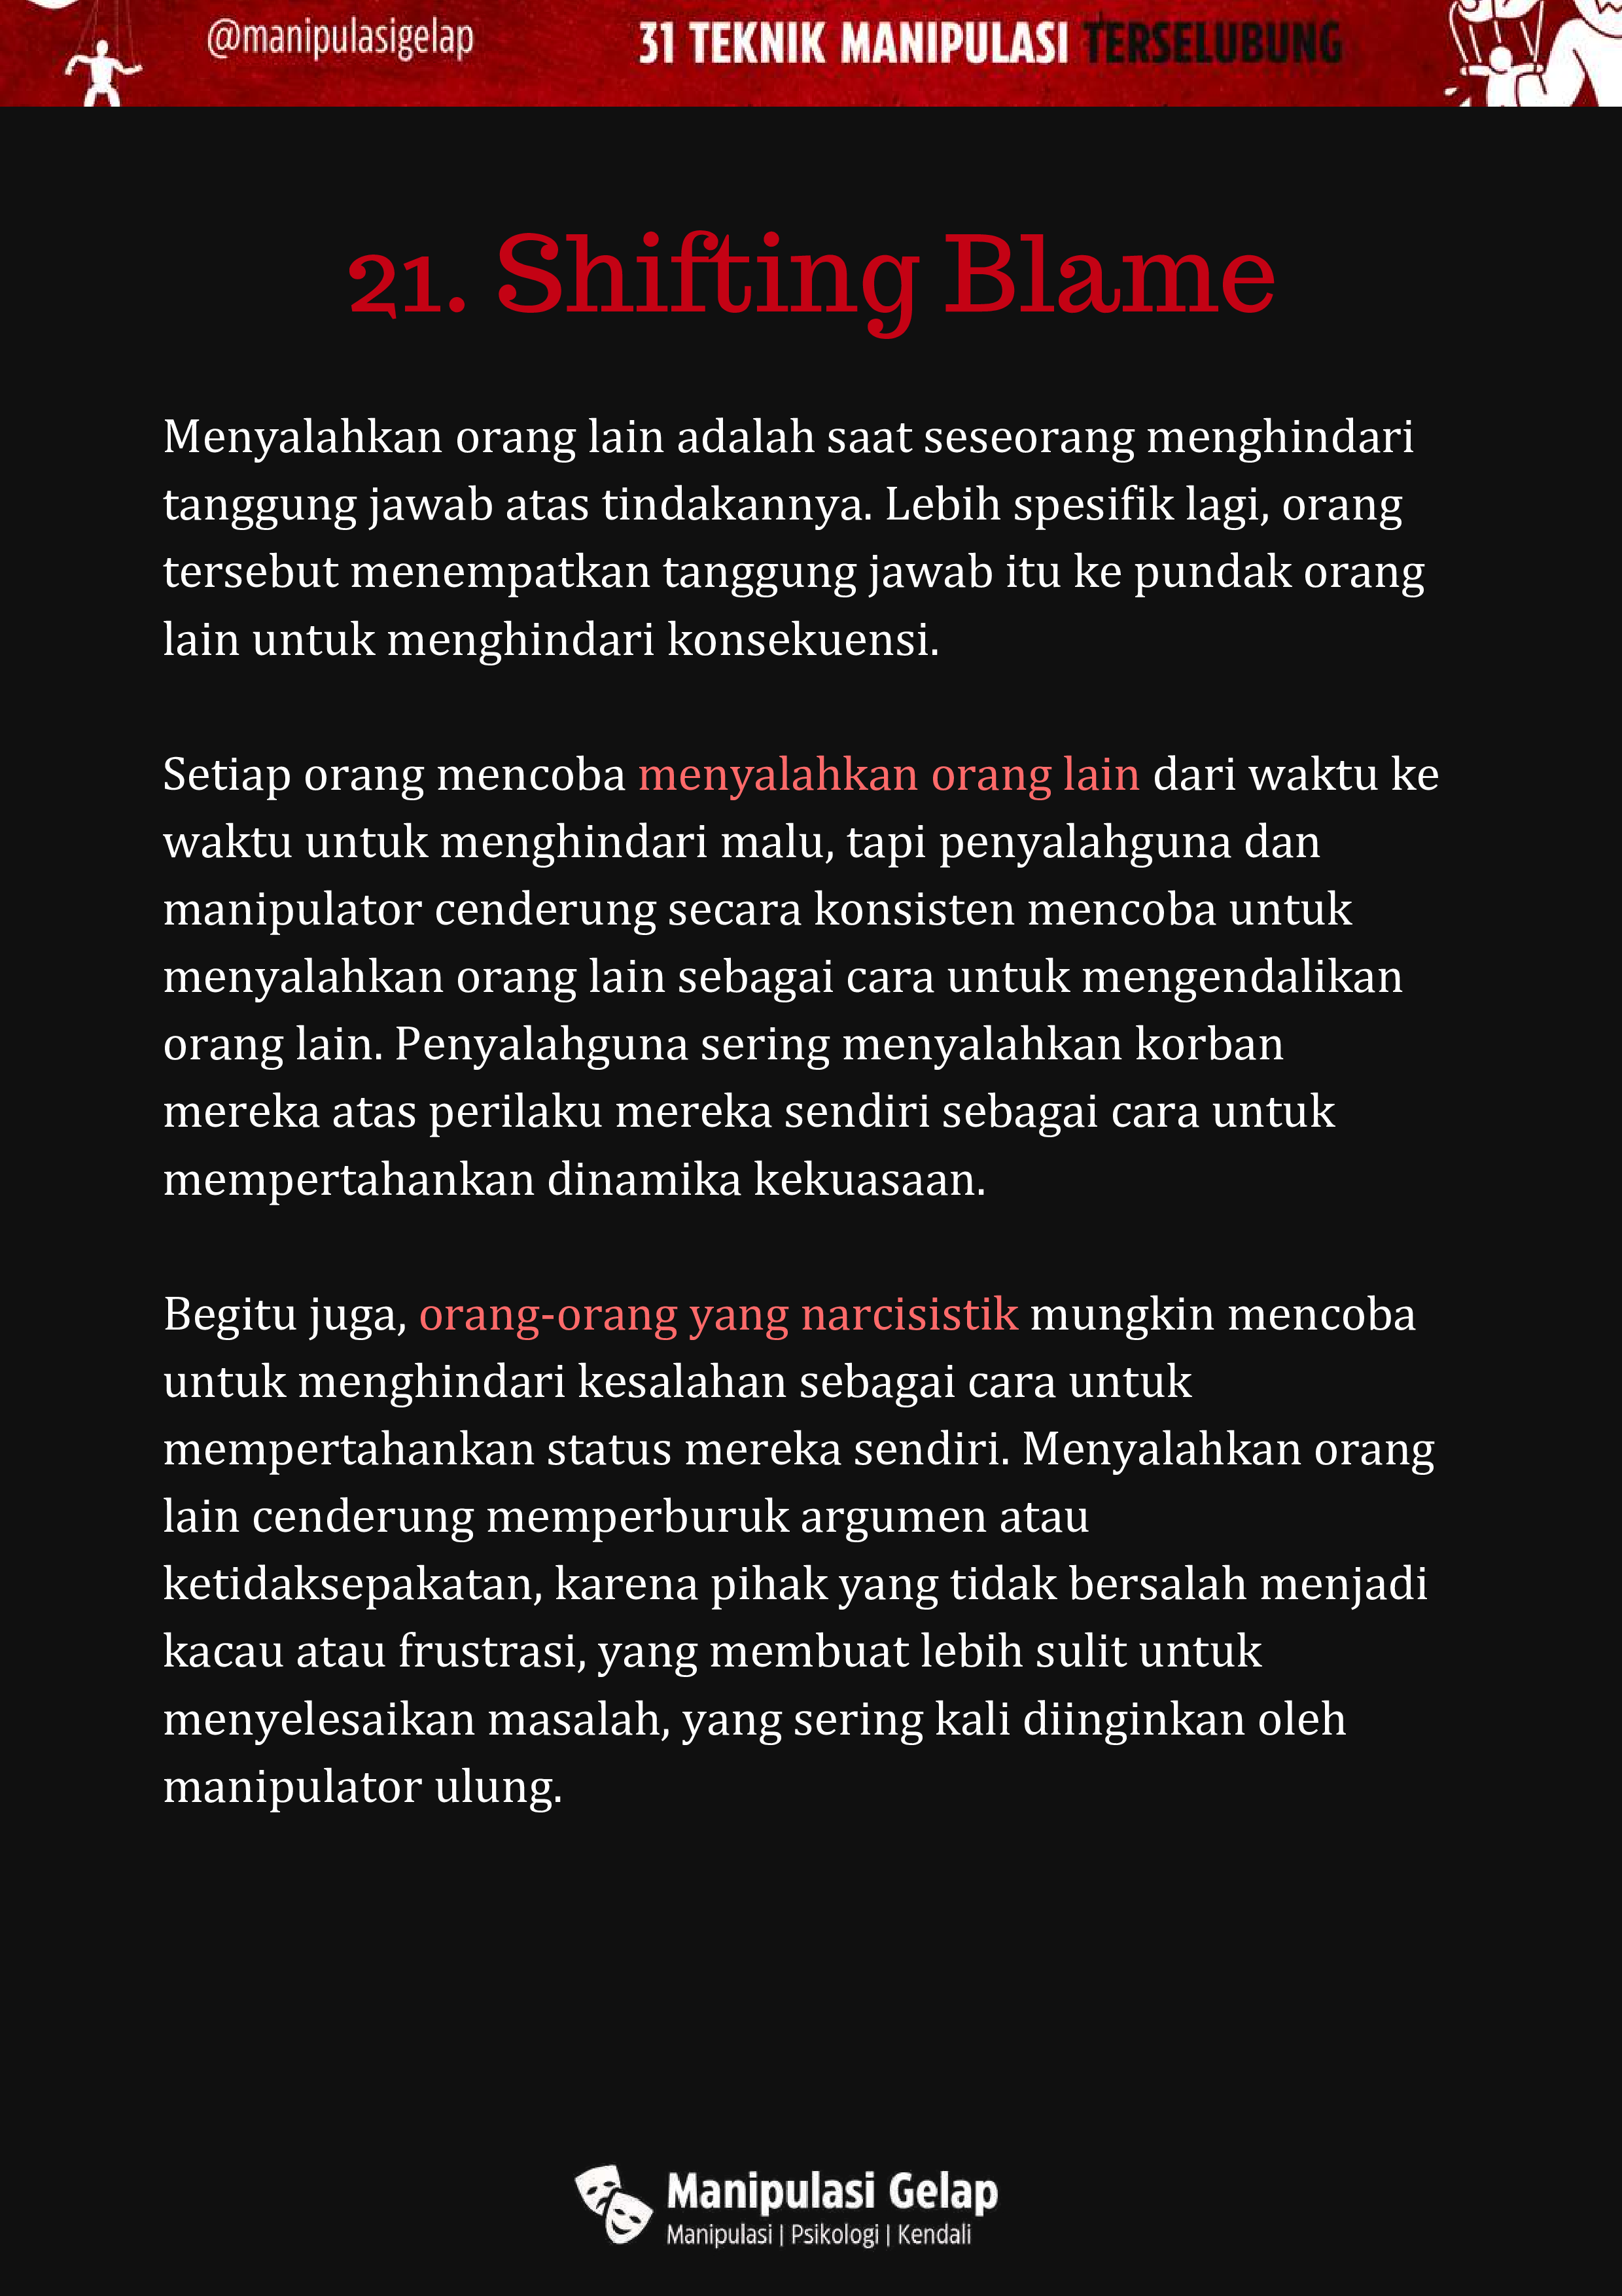 @manipulasigelap
31 TEKNIK MANIPULASI TERSELUBUNG
21. Shifting Blame
Menyalahkan orang lain adalah saat seseorang menghindari
tanggung jawab atas tindakannya. Lebih spesifik lagi, orang
tersebut menempatkan tanggung jawab itu ke pundak orang
lain untuk menghindari konsekuensi.
Setiap orang mencoba menyalahkan orang lain dari waktu ke
waktu untuk menghindari malu, tapi penyalahguna dan
manipulator cenderung secara konsisten mencoba untuk
menyalahkan orang lain sebagai cara untuk mengendalikan
orang lain. Penyalahguna sering menyalahkan korban
mereka atas perilaku mereka sendiri sebagai cara untuk
mempertahankan dinamika kekuasaan.
Begitu juga, orang-orang yang narcisistik mungkin mencoba
untuk menghindari kesalahan sebagai cara untuk
mempertahankan status mereka sendiri. Menyalahkan orang
lain cenderung memperburuk argumen atau
ketidaksepakatan, karena pihak yang tidak bersalah menjadi
kacau atau frustrasi, yang membuat lebih sulit untuk
menyelesaikan masalah, yang sering kali diinginkan oleh
manipulator ulung.
Manipulasi Gelap
Manipulasi | Psikologi | Kendali